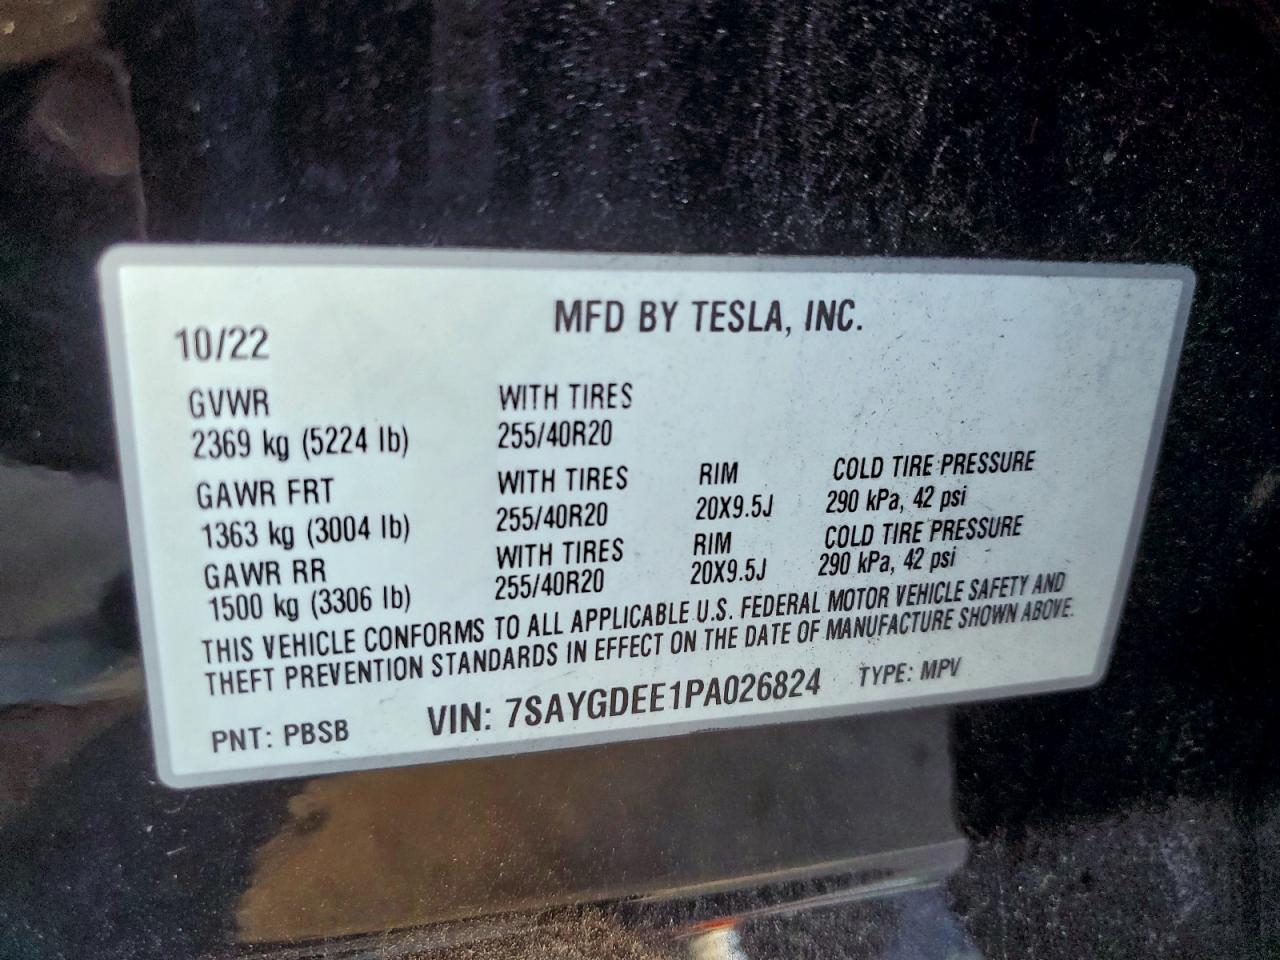 MFD BY TESLA, INC.
10/22
GVWR WITH TIRES
2369 kg (5224 lb) 255/40R20
GAWR FRT WITH TIRES RIM COLD TIRE PRESSURE
1363 kg (3004 lb) 255/40R20 20X9.5J 290 kPa, 42 psi
GAWR RR WITH TIRES RIM COLD TIRE PRESSURE
1500 kg (3306 lb) 255/40R20 20X9.5J 290 kPa, 42 psi
THIS VEHICLE CONFORMS TO ALL APPLICABLE U.S. FEDERAL MOTOR VEHICLE SAFETY AND
THEFT PREVENTION STANDARDS IN EFFECT ON THE DATE OF MANUFACTURE SHOWN ABOVE.
PNT: PBSB VIN: 7SAYGDEE1PA026824 TYPE: MPV